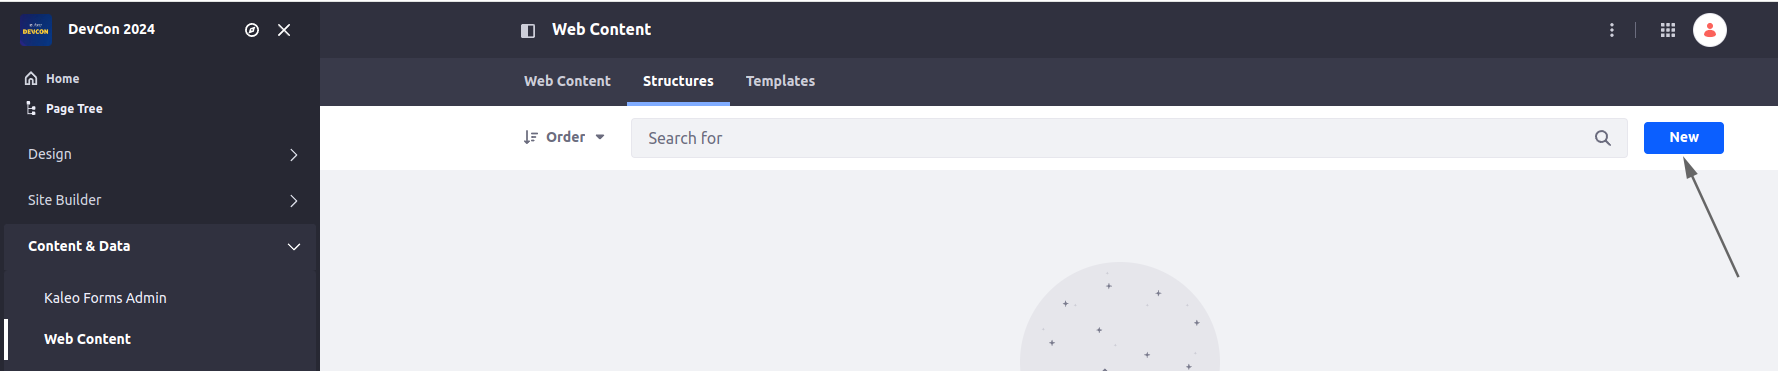 DEVCON
DevCon 2024
Home
Page Tree
Design
Site Builder
Content & Data
Kaleo Forms Admin
Web Content
Web Content
Web Content
Structures
Templates
Order
Search for
New